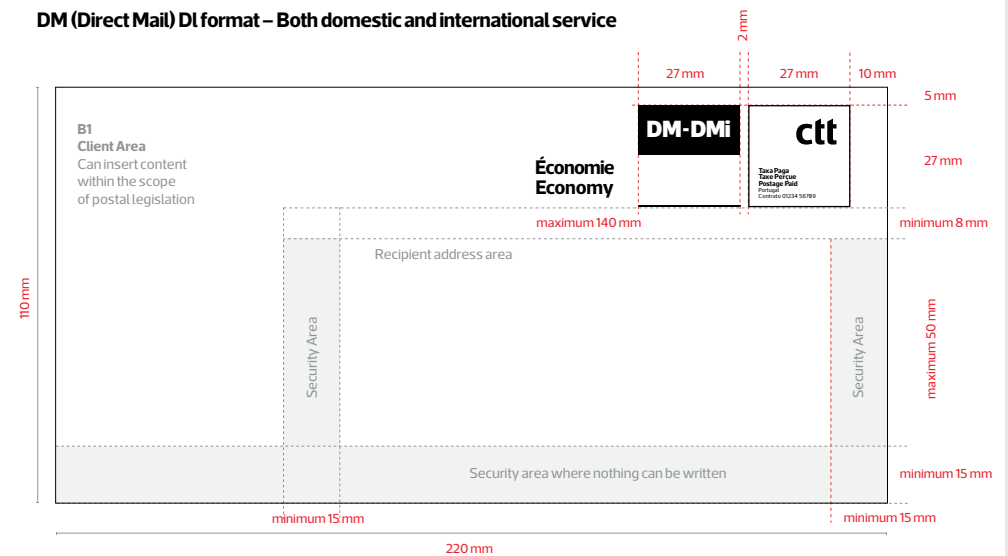 DM (Direct Mail) Dl format – Both domestic and international service
2 mm
27 mm
27 mm
10 mm
5 mm
B1
Client Area
Can insert content
within the scope
of postal legislation
DM-DMi
ctt
Économie
Economy
Taxa Paga
Taxe Perçue
Postage Paid
Portugal
Contrato 01234 56789
27 mm
maximum 140 mm
minimum 8 mm
Recipient address area
110 mm
Security Area
Security Area
maximum 50 mm
Security area where nothing can be written
minimum 15 mm
minimum 15 mm
minimum 15 mm
220 mm